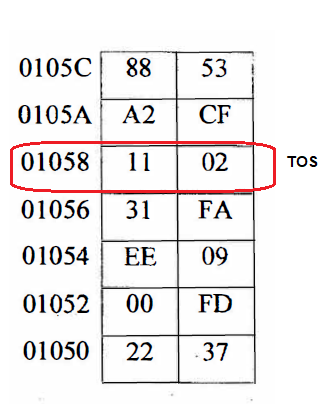 0105C 88 53
0105A A2 CF
01058 11 02 TOS
01056 31 FA
01054 EE 09
01052 00 FD
01050 22 37